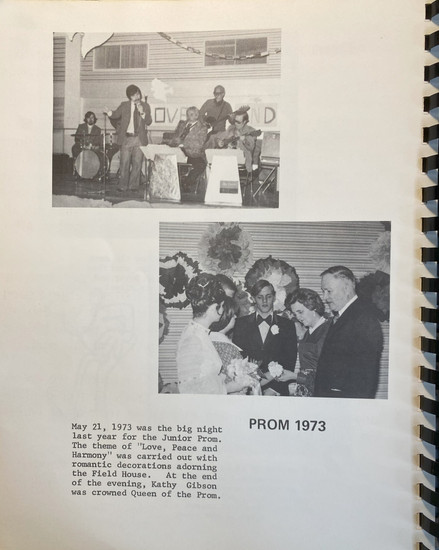 LOVE
ND
PROM 1973
May 21, 1973 was the big night
last year for the Junior Prom.
The theme of "Love, Peace and
Harmony" was carried out with
romantic decorations adorning
the Field House. At the end
of the evening, Kathy Gibson
was crowned Queen of the Prom.